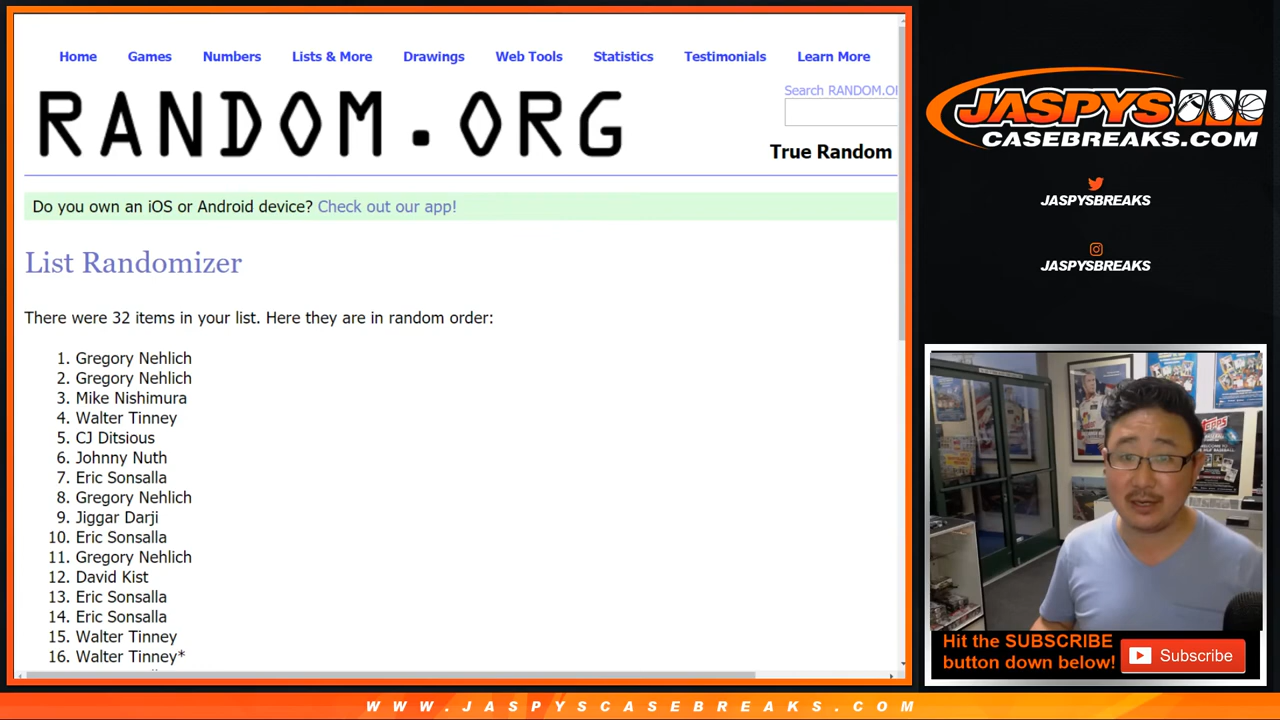 Home Games Numbers Lists & More Drawings Web Tools Statistics Testimonials Learn More
RANDOM.ORG
Search RANDOM.OR
True Random
Do you own an iOS or Android device? Check out our app!
List Randomizer
There were 32 items in your list. Here they are in random order:
1. Gregory Nehlich
2. Gregory Nehlich
3. Mike Nishimura
4. Walter Tinney
5. CJ Ditsious
6. Johnny Nuth
7. Eric Sonsalla
8. Gregory Nehlich
9. Jiggar Darji
10. Eric Sonsalla
11. Gregory Nehlich
12. David Kist
13. Eric Sonsalla
14. Eric Sonsalla
15. Walter Tinney
16. Walter Tinney*
JASPYS
CASEBREAKS.COM
JASPYSBREAKS
JASPYSBREAKS
TOPPS
Hit the SUBSCRIBE
button down below!
Subscribe
WWW.JASPYSCASEBREAKS.COM